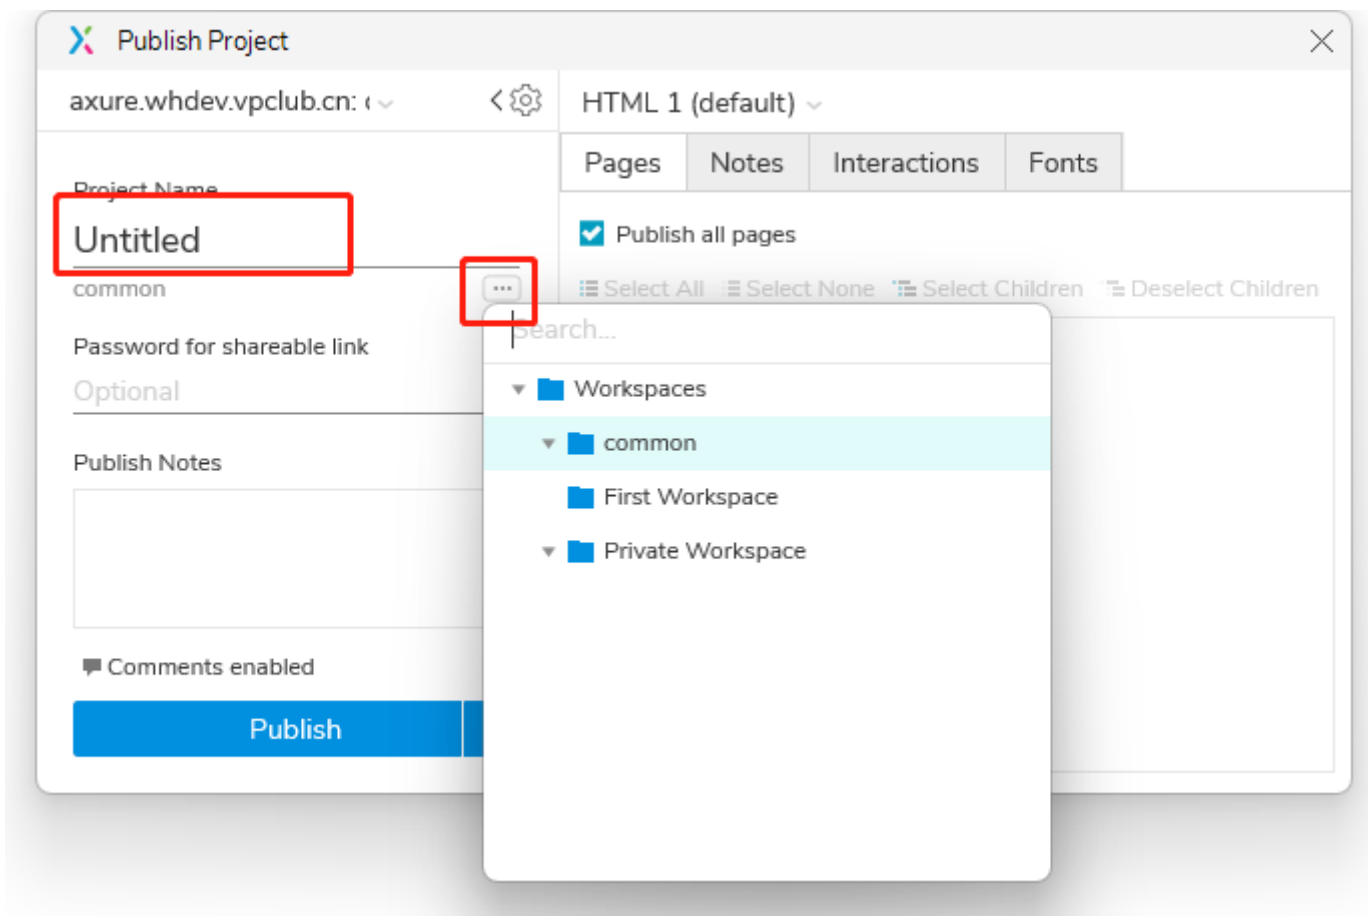 Publish Project
axure.whdev.vpclub.cn:
HTML 1 (default)
Pages Notes Interactions Fonts
Project Name
Untitled
Publish all pages
common
Select All Select None Select Children Deselect Children
Search...
Password for shareable link
Optional
Workspaces
common
First Workspace
Private Workspace
Publish Notes
Comments enabled
Publish